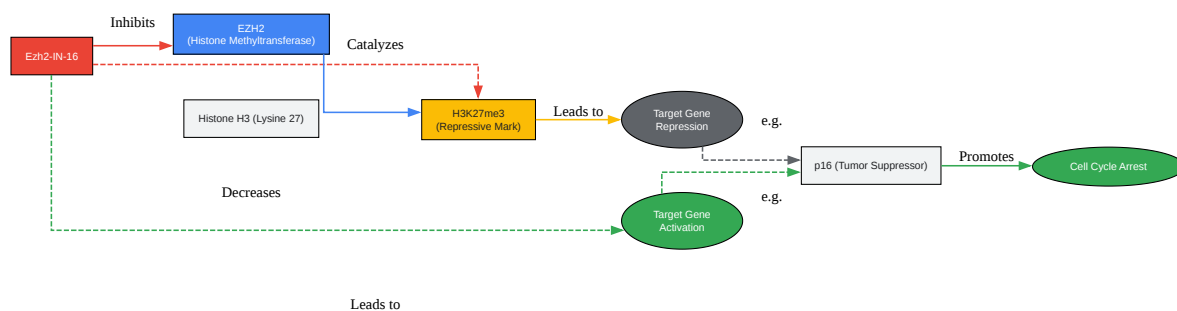 Inhibits
EZH2
(Histone Methyltransferase)
Ezh2-IN-16
Catalyzes
Histone H3 (Lysine 27)
H3K27me3
(Repressive Mark)
Leads to
Target Gene
Repression
e.g.
p16 (Tumor Suppressor)
Promotes
Cell Cycle Arrest
Decreases
e.g.
Target Gene
Activation
Leads to